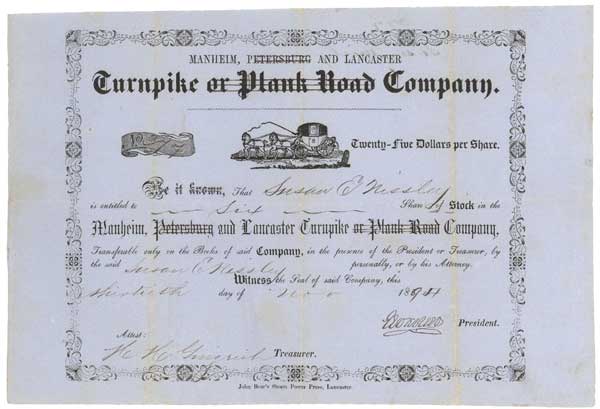 MANHEIM, PETERSBURG AND LANCASTER
Turnpike or Plank Road Company.
No.
Twenty-Five Dollars per Share.
Be it known, That Susan E Nissley
is entitled to Six Share of Stock in the
Manheim, Petersburg and Lancaster Turnpike or Plank Road Company,
Transferable only in the Books of said Company, in the presence of the President or Treasurer, by
the said Susan E Nissley personally, or by his Attorney.
Witness the Seal of said Company, this
thirtieth day of 1894
President.
Attest:
H. H. Gingrich Treasurer.
John Bear's Steam Power Press, Lancaster.